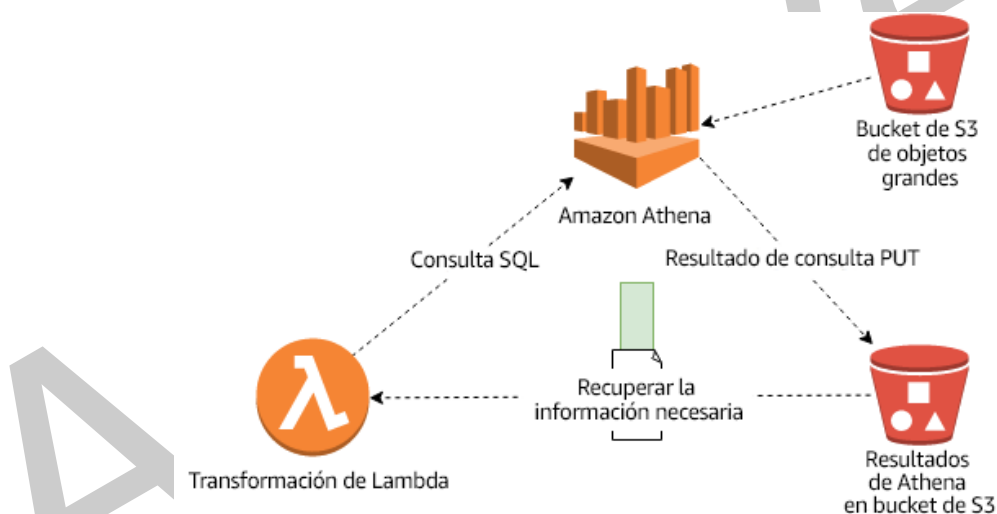 Bucket de S3
de objetos
grandes
Amazon Athena
Consulta SQL
Resultado de consulta PUT
Recuperar la
información necesaria
Transformación de Lambda
Resultados
de Athena
en bucket de S3